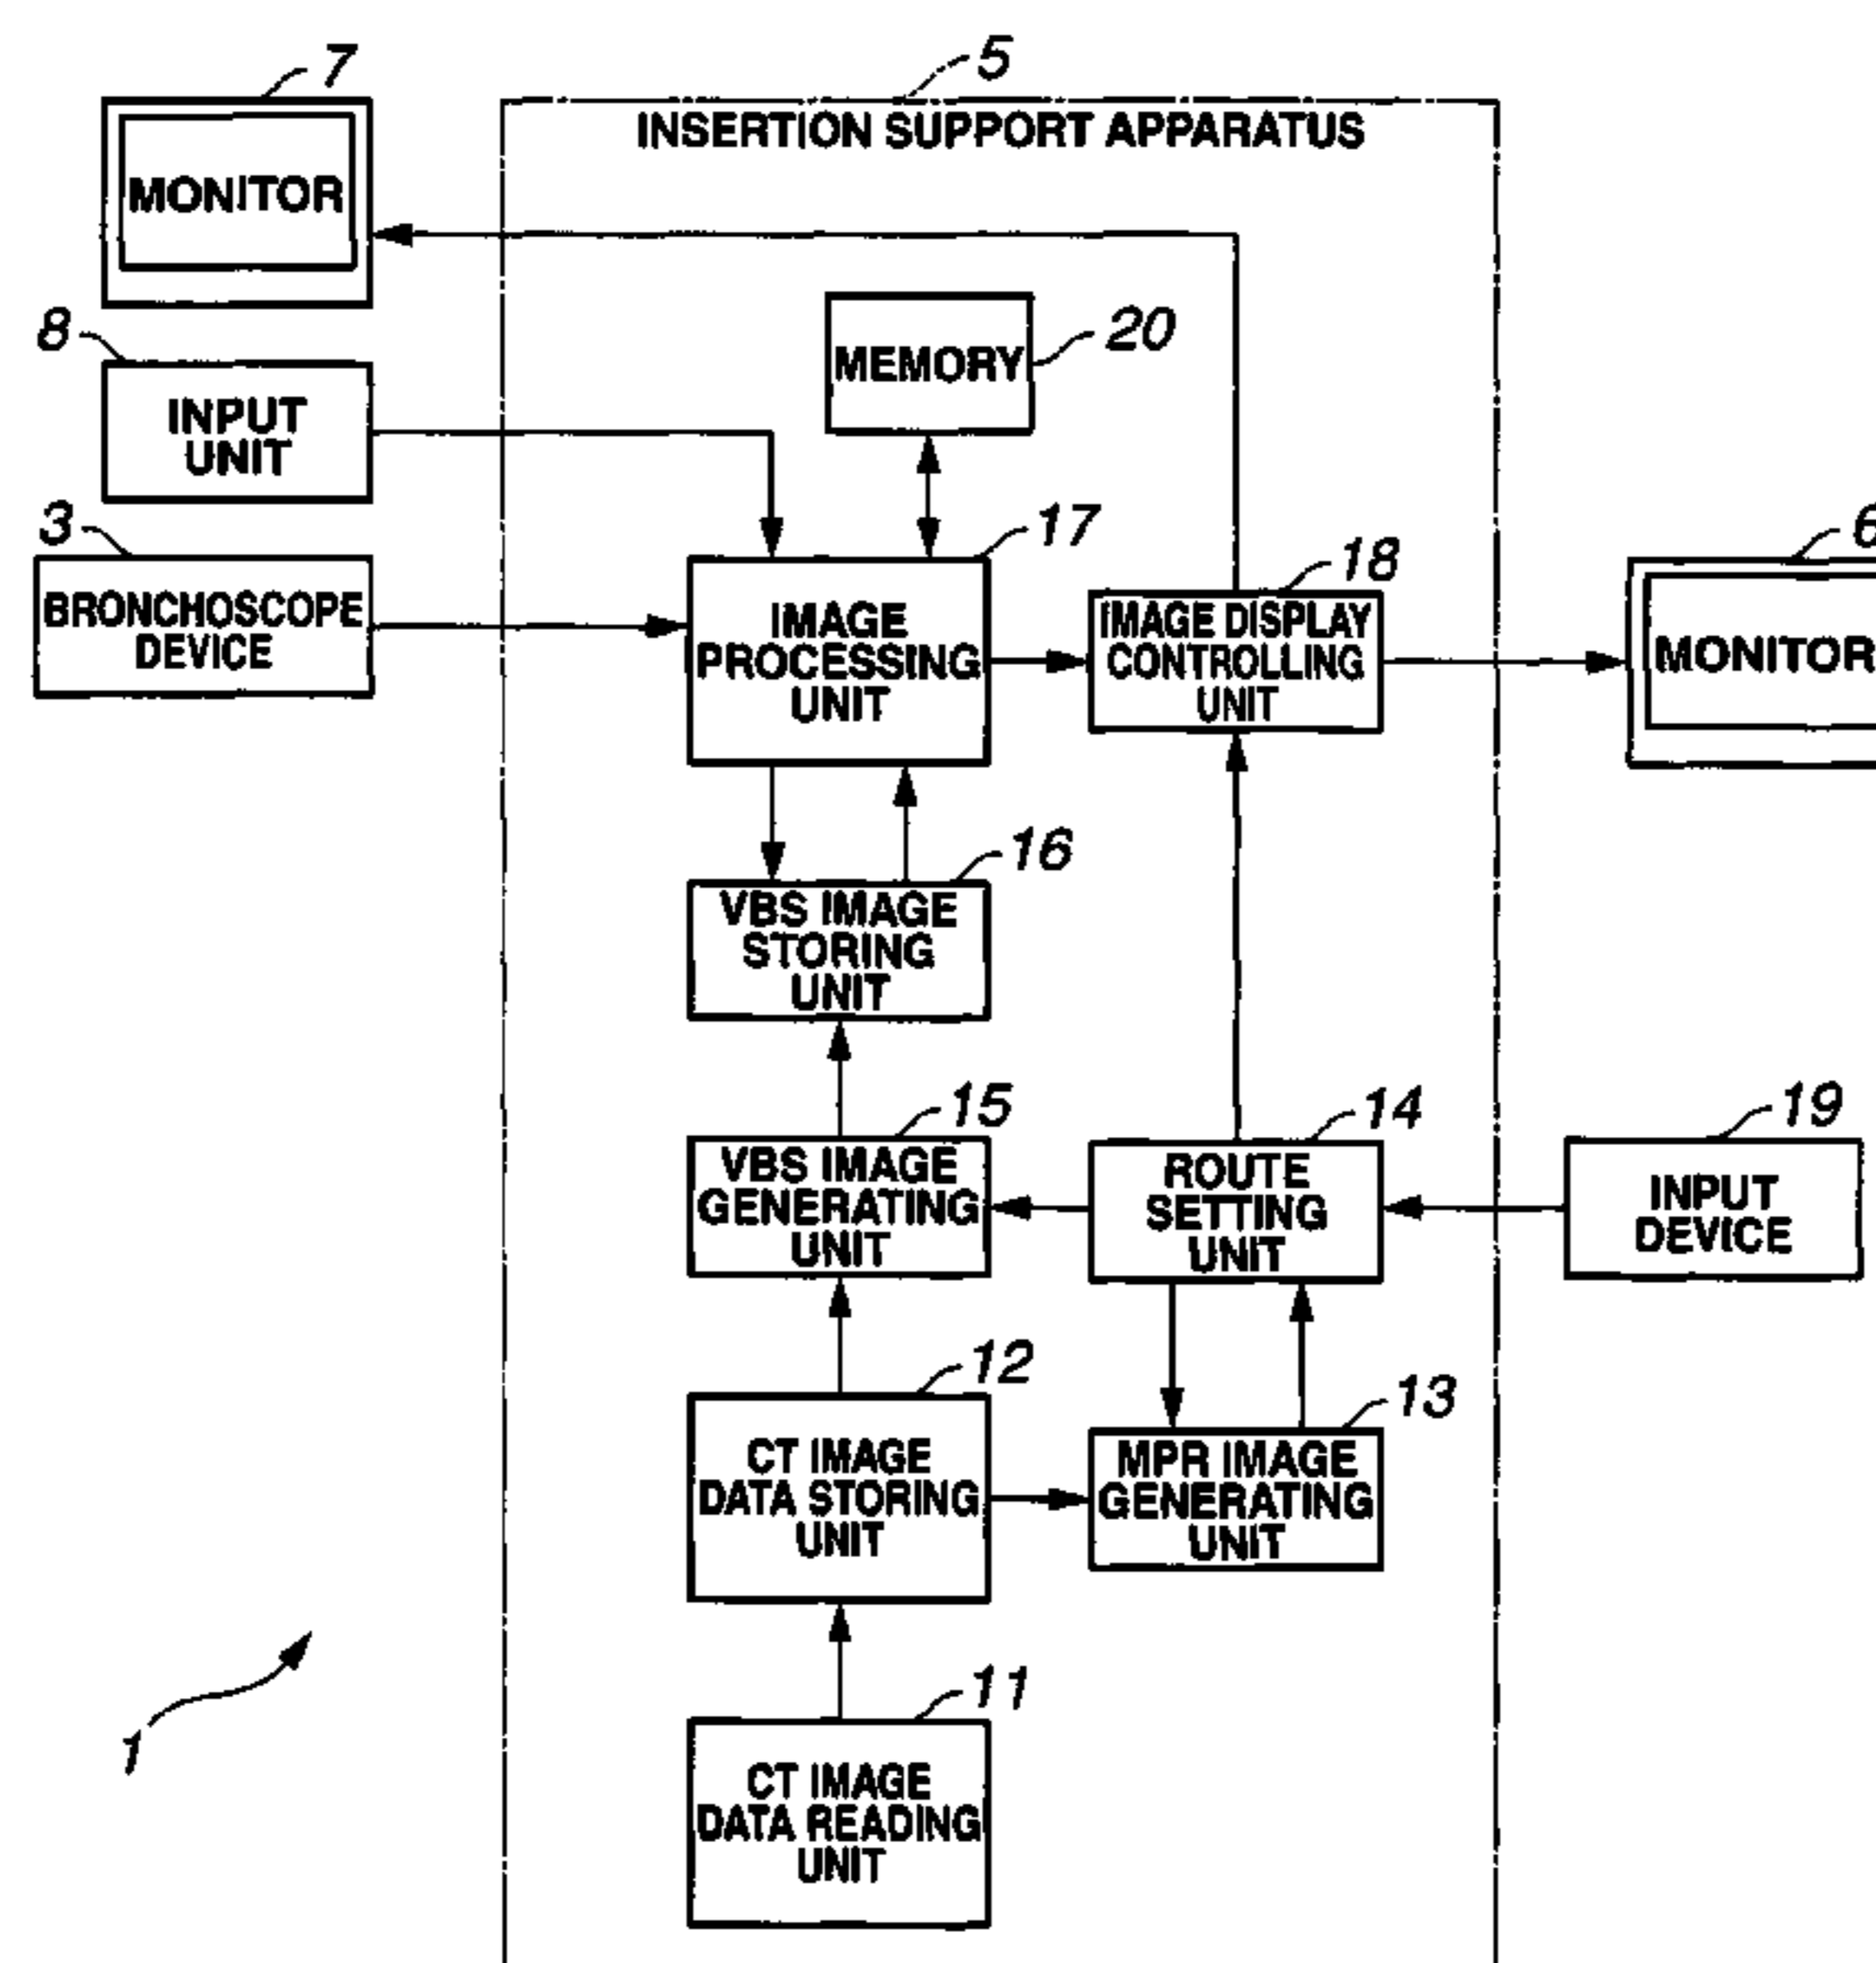 7
5
INSERTION SUPPORT APPARATUS
MONITOR
8
20
MEMORY
INPUT
UNIT
3
17
18
6
BRONCHOSCOPE
DEVICE
IMAGE
PROCESSING
UNIT
IMAGE DISPLAY
CONTROLLING
UNIT
MONITOR
16
VBS IMAGE
STORING
UNIT
15
14
19
VBS IMAGE
GENERATING
UNIT
ROUTE
SETTING
UNIT
INPUT
DEVICE
12
13
CT IMAGE
DATA STORING
UNIT
MPR IMAGE
GENERATING
UNIT
1
11
CT IMAGE
DATA READING
UNIT